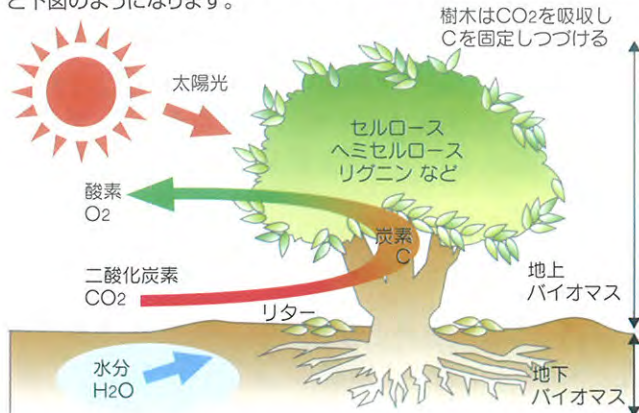 と下図のようになります。
樹木はCO2を吸収し
Cを固定しつづける
太陽光
セルロース
ヘミセルロース
リグニン など
酸素
O2
炭素
C
二酸化炭素
CO2
リター
地上
バイオマス
水分
H2O
地下
バイオマス